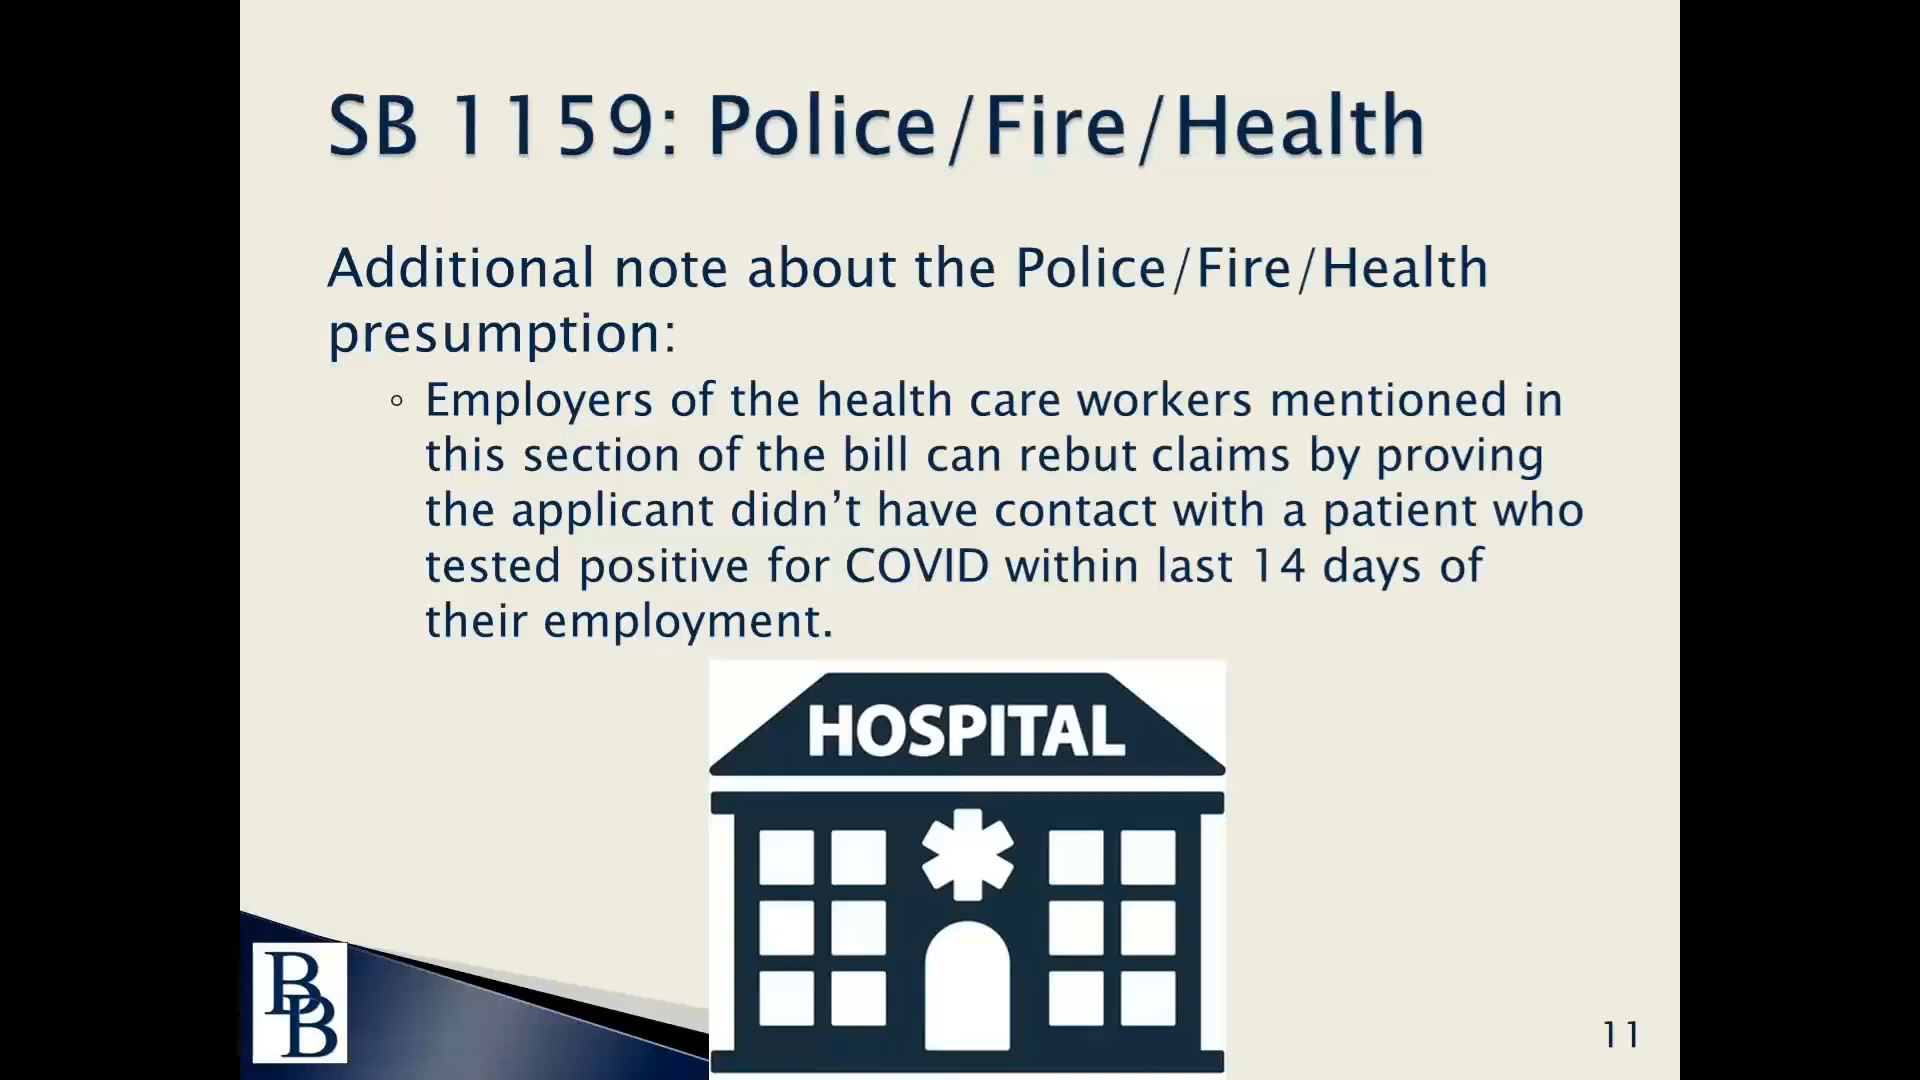 SB 1159: Police/Fire/Health
Additional note about the Police/Fire/Health
presumption:
◦ Employers of the health care workers mentioned in
this section of the bill can rebut claims by proving
the applicant didn’t have contact with a patient who
tested positive for COVID within last 14 days of
their employment.
HOSPITAL
BB
11